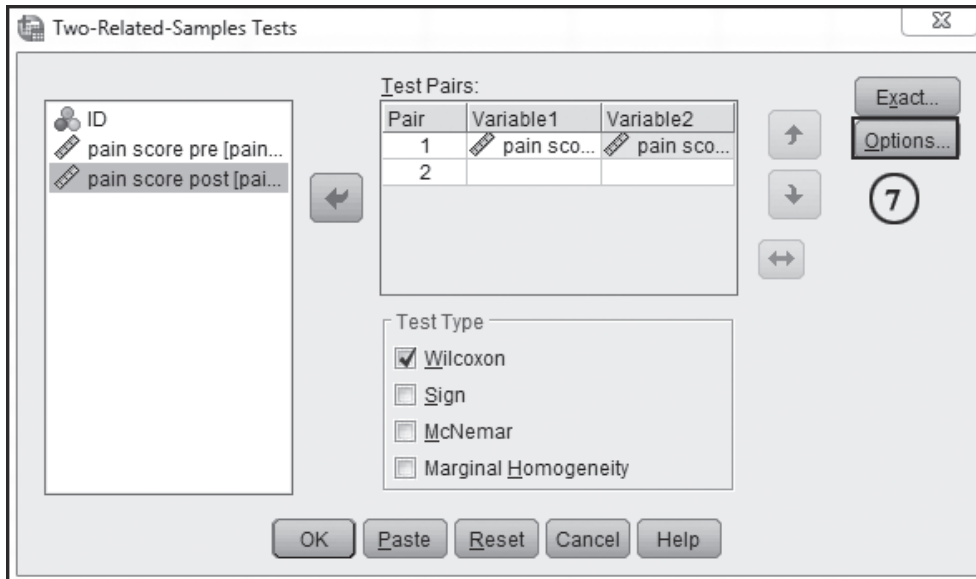 Two-Related-Samples Tests
ID
pain score pre [pain...
pain score post [pai...
Test Pairs:
Pair Variable1 Variable2
1 pain sco... pain sco...
2
Exact...
Options...
7
Test Type
Wilcoxon
Sign
McNemar
Marginal Homogeneity
OK Paste Reset Cancel Help